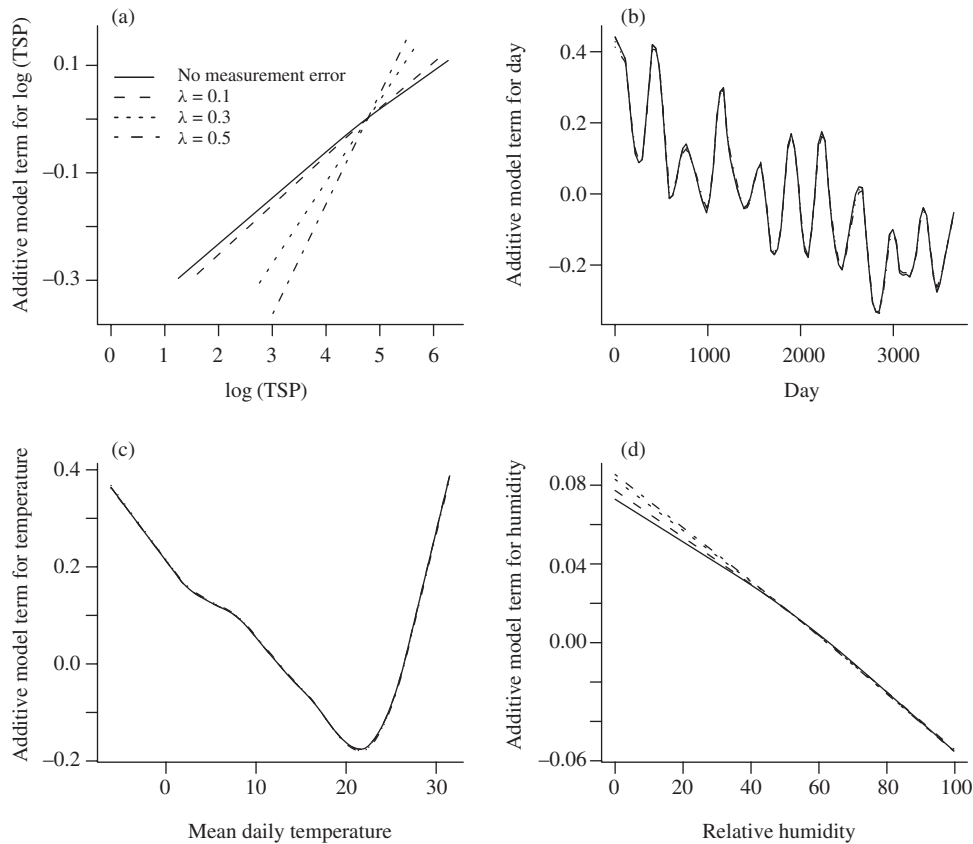 (a)
Additive model term for log (TSP)
0.1
−0.1
−0.3
No measurement error
λ = 0.1
λ = 0.3
λ = 0.5
0 1 2 3 4 5 6
log (TSP)
(b)
Additive model term for day
0.4
0.2
0.0
−0.2
0 1000 2000 3000
Day
(c)
Additive model term for temperature
0.4
0.2
0.0
−0.2
0 10 20 30
Mean daily temperature
(d)
Additive model term for humidity
0.08
0.04
0.00
−0.06
0 20 40 60 80 100
Relative humidity